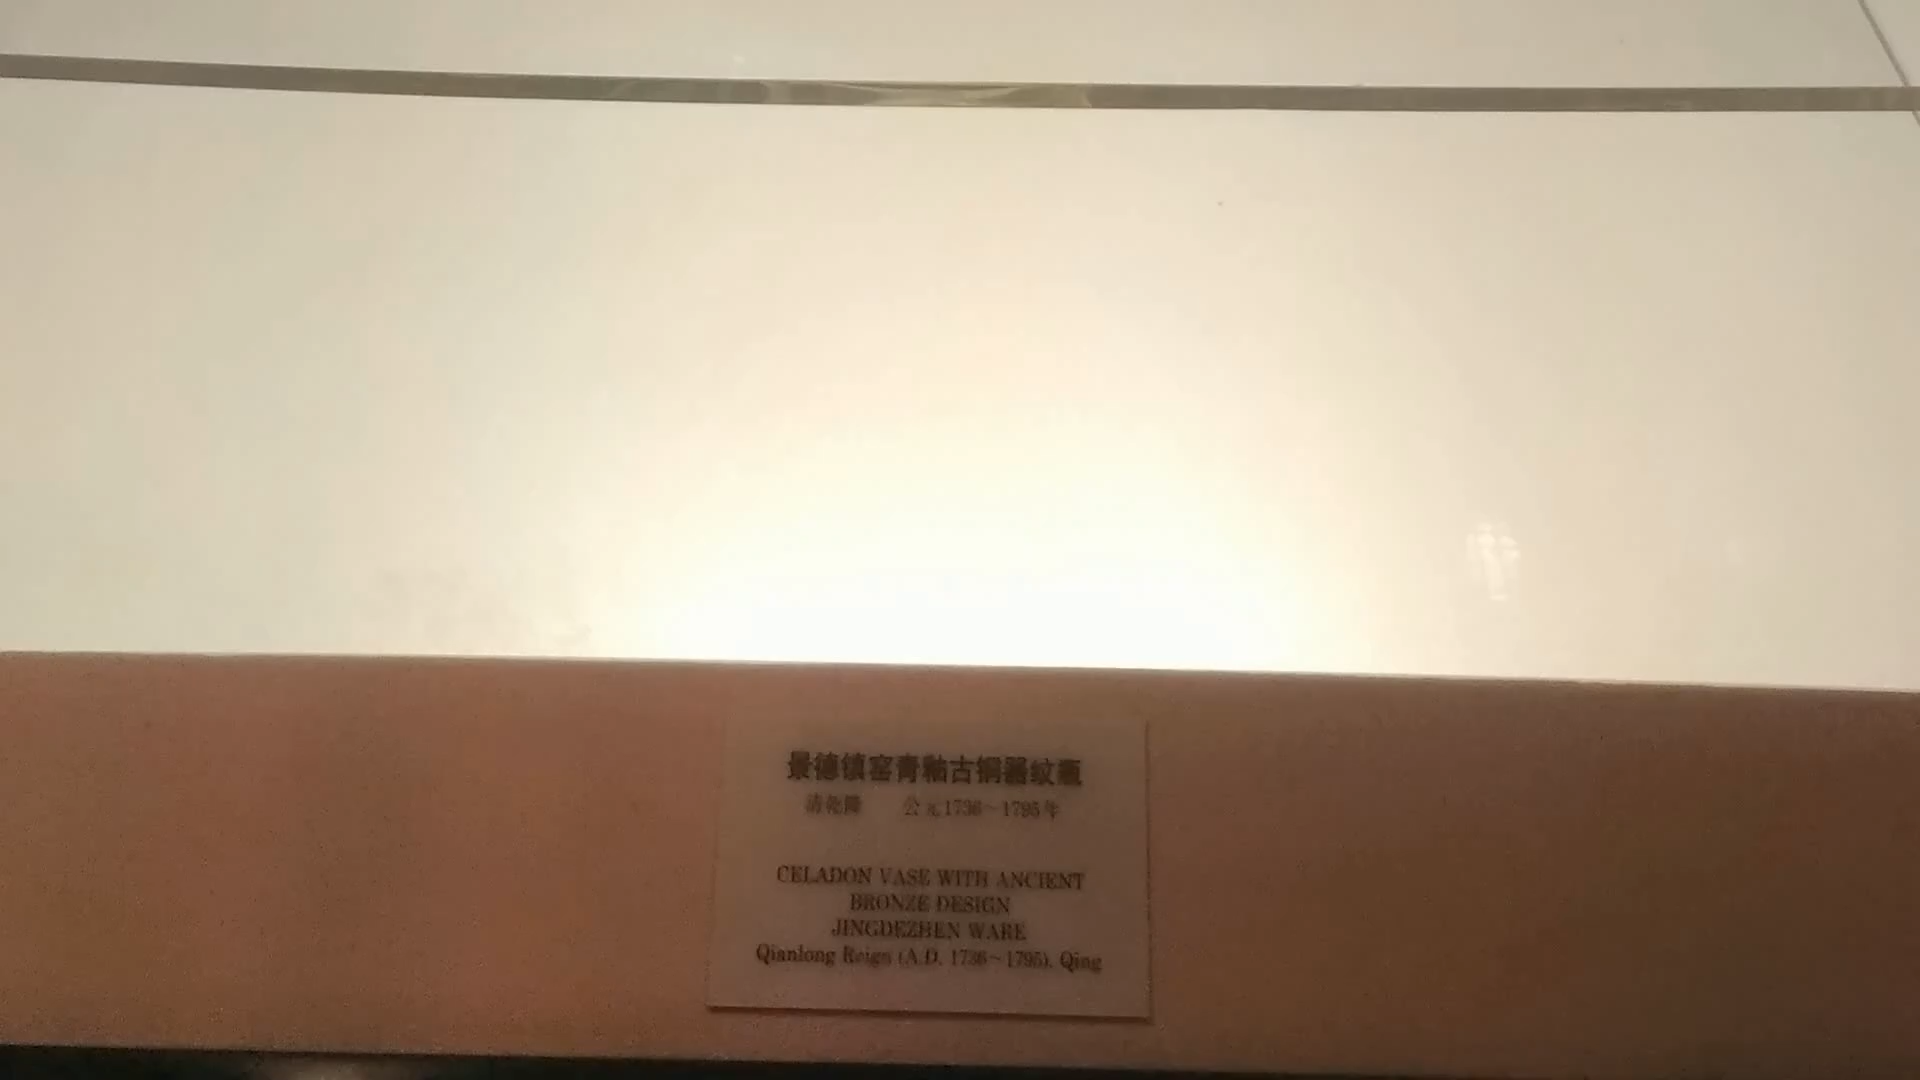 景德镇窑青釉古铜器纹瓶
清乾隆 公元1736~1795年
CELADON VASE WITH ANCIENT
BRONZE DESIGN
JINGDEZHEN WARE
Qianlong Reign (A.D. 1736~1795), Qing